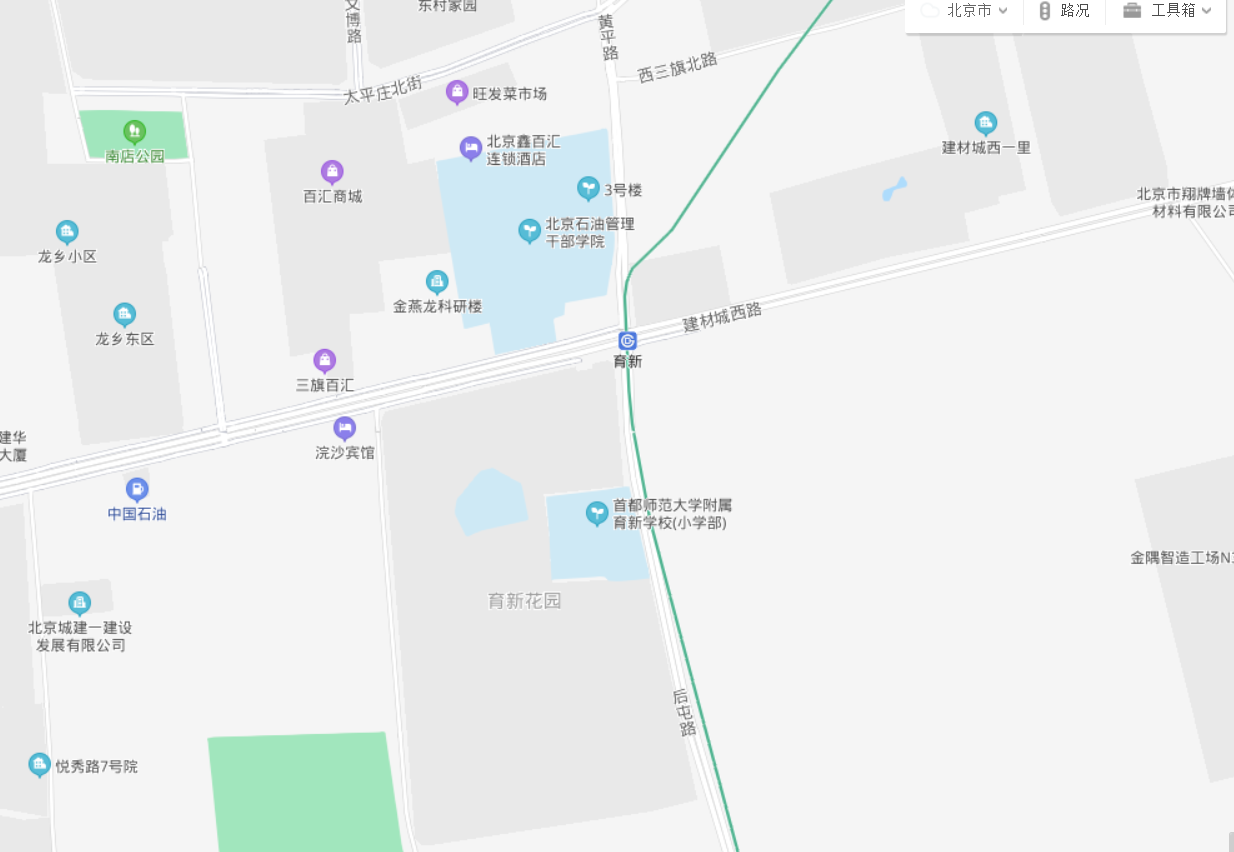 东村家园
文博路
黄平路
北京市
路况
工具箱
西三旗北路
太平庄北街
旺发菜市场
北京鑫百汇
连锁酒店
南店公园
建材城西一里
百汇商城
3号楼
北京市翔牌墙体
材料有限公司
北京石油管理
干部学院
龙乡小区
金燕龙科研楼
龙乡东区
建材城西路
育新
三旗百汇
建华
大厦
浣沙宾馆
中国石油
首都师范大学附属
育新学校(小学部)
金隅智造工场N
育新花园
北京城建一建设
发展有限公司
后屯路
悦秀路7号院